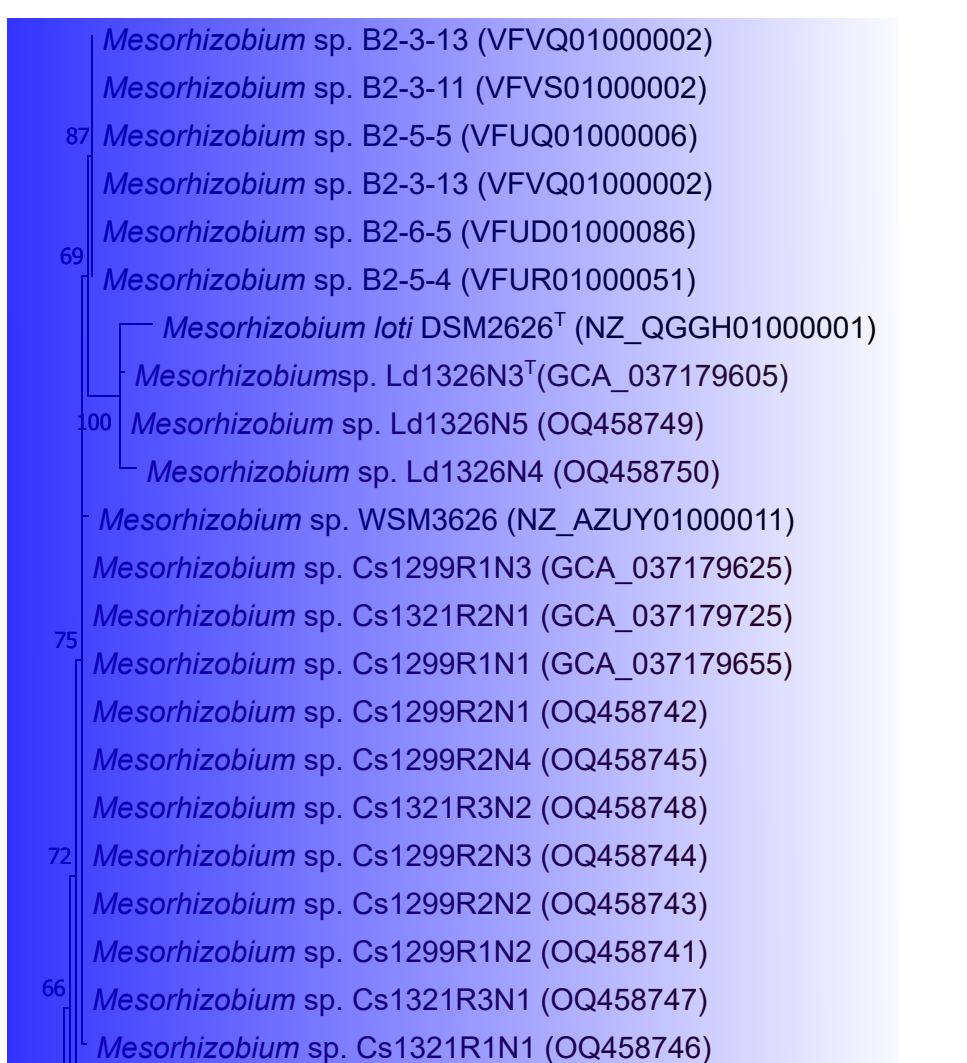 Mesorhizobium sp. B2-3-13 (VFVQ01000002)
Mesorhizobium sp. B2-3-11 (VFVS01000002)
87
Mesorhizobium sp. B2-5-5 (VFUQ01000006)
Mesorhizobium sp. B2-3-13 (VFVQ01000002)
Mesorhizobium sp. B2-6-5 (VFUD01000086)
69
Mesorhizobium sp. B2-5-4 (VFUR01000051)
Mesorhizobium loti DSM2626T (NZ_QGGH01000001)
Mesorhizobiumsp. Ld1326N3T(GCA_037179605)
100
Mesorhizobium sp. Ld1326N5 (OQ458749)
Mesorhizobium sp. Ld1326N4 (OQ458750)
Mesorhizobium sp. WSM3626 (NZ_AZUY01000011)
Mesorhizobium sp. Cs1299R1N3 (GCA_037179625)
Mesorhizobium sp. Cs1321R2N1 (GCA_037179725)
75
Mesorhizobium sp. Cs1299R1N1 (GCA_037179655)
Mesorhizobium sp. Cs1299R2N1 (OQ458742)
Mesorhizobium sp. Cs1299R2N4 (OQ458745)
Mesorhizobium sp. Cs1321R3N2 (OQ458748)
72
Mesorhizobium sp. Cs1299R2N3 (OQ458744)
Mesorhizobium sp. Cs1299R2N2 (OQ458743)
Mesorhizobium sp. Cs1299R1N2 (OQ458741)
66
Mesorhizobium sp. Cs1321R3N1 (OQ458747)
Mesorhizobium sp. Cs1321R1N1 (OQ458746)